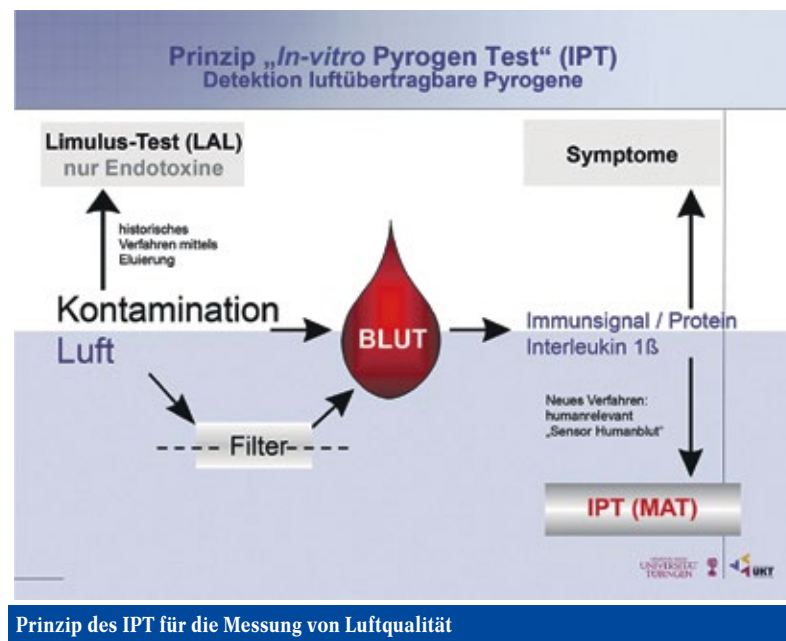 Prinzip „In-vitro Pyrogen Test“ (IPT)
Detektion luftübertragbare Pyrogene
Limulus-Test (LAL)
nur Endotoxine
Symptome
historisches
Verfahren mittels
Eluierung
Kontamination
Luft
BLUT
Immunsignal / Protein
Interleukin 1ß
Filter
Neues Verfahren:
humanrelevant
„Sensor Humanblut“
IPT (MAT)
UNIVERSITÄT
TÜBINGEN
UKT
Prinzip des IPT für die Messung von Luftqualität